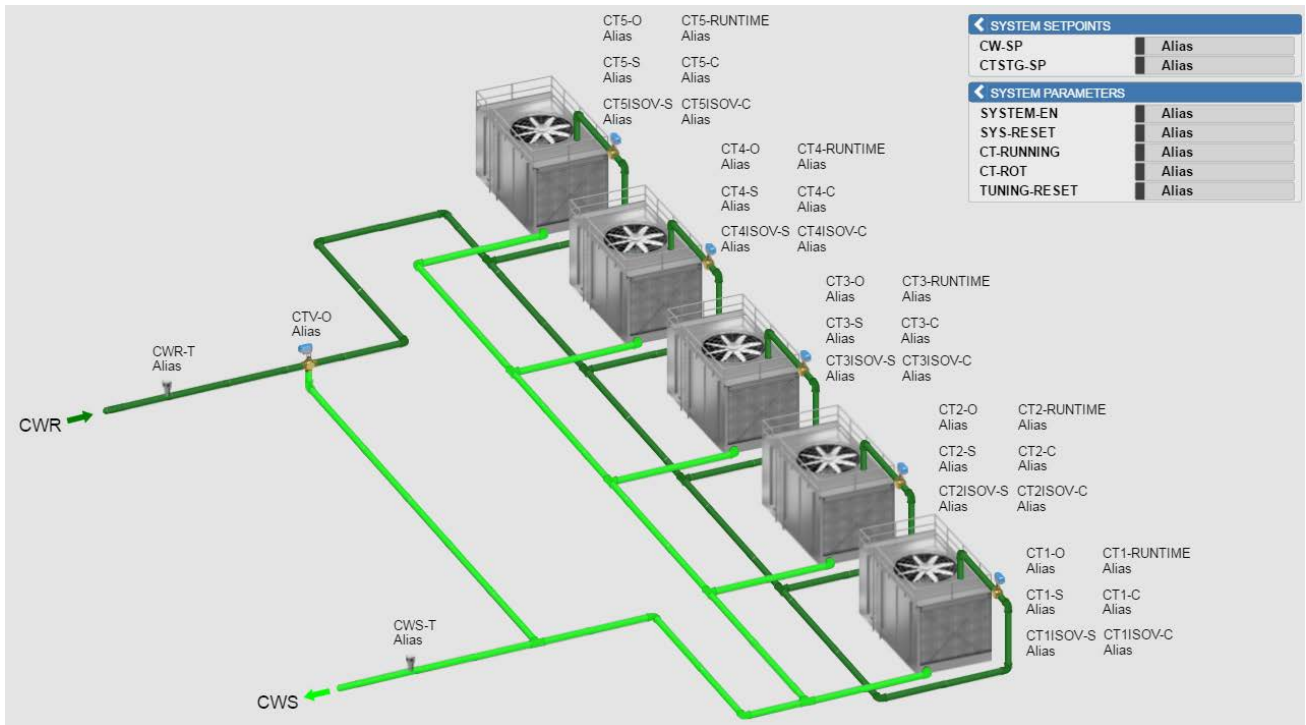 CT5-O CT5-RUNTIME
Alias Alias
CT5-S CT5-C
Alias Alias
CT5ISOV-S CT5ISOV-C
Alias Alias
SYSTEM SETPOINTS
CW-SP Alias
CTSTG-SP Alias
SYSTEM PARAMETERS
SYSTEM-EN Alias
SYS-RESET Alias
CT-RUNNING Alias
CT-ROT Alias
TUNING-RESET Alias
CT4-O CT4-RUNTIME
Alias Alias
CT4-S CT4-C
Alias Alias
CT4ISOV-S CT4ISOV-C
Alias Alias
CT3-O CT3-RUNTIME
Alias Alias
CT3-S CT3-C
Alias Alias
CT3ISOV-S CT3ISOV-C
Alias Alias
CTV-O
Alias
CWR-T
Alias
CWR
CT2-O CT2-RUNTIME
Alias Alias
CT2-S CT2-C
Alias Alias
CT2ISOV-S CT2ISOV-C
Alias Alias
CT1-O CT1-RUNTIME
Alias Alias
CT1-S CT1-C
Alias Alias
CT1ISOV-S CT1ISOV-C
Alias Alias
CWS-T
Alias
CWS